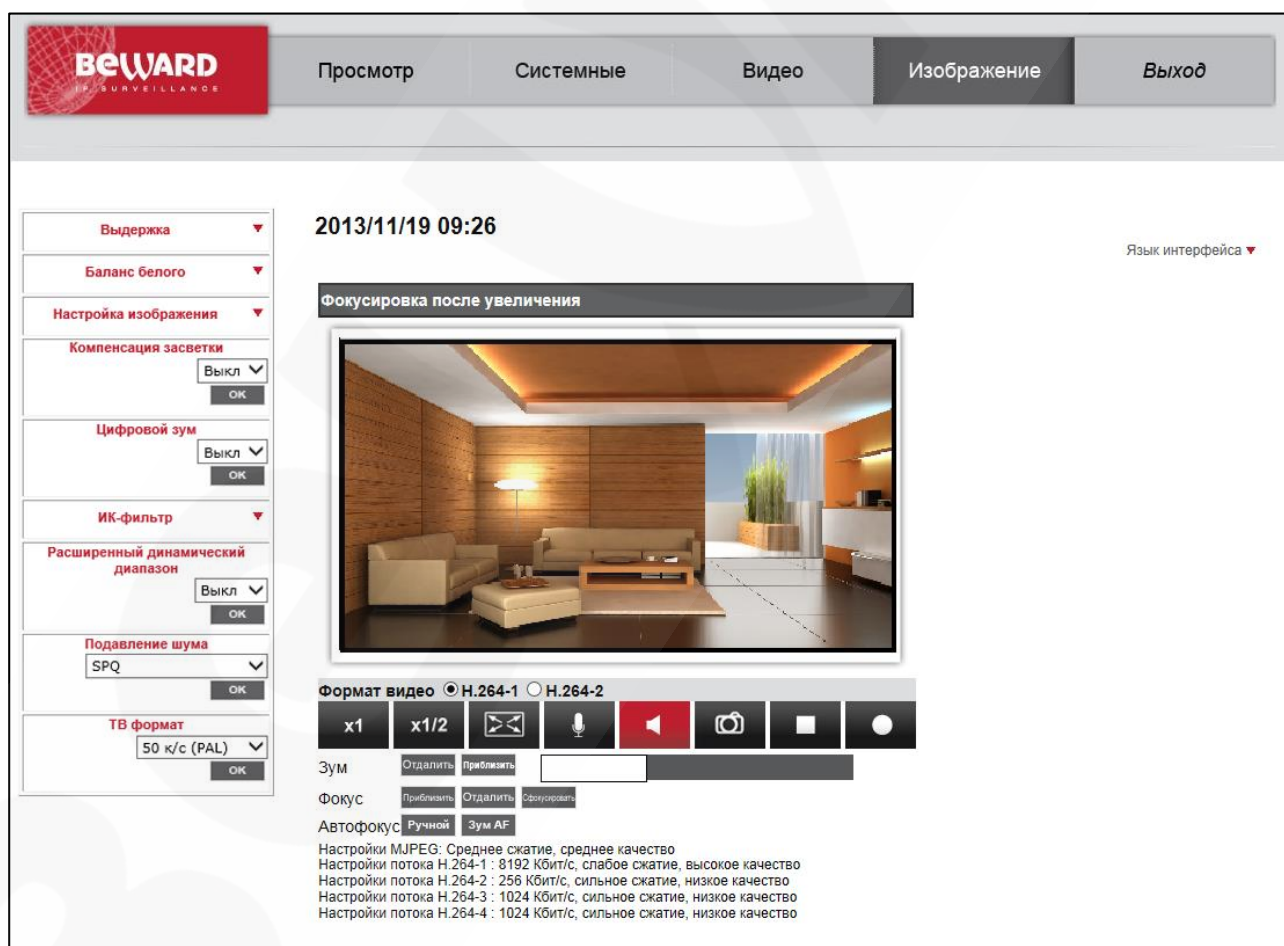 BEWARD
IP SURVEILLANCE
Просмотр
Системные
Видео
Изображение
Выход
2013/11/19 09:26
Язык интерфейса
Выдержка
Баланс белого
Настройка изображения
Компенсация засветки
Выкл
OK
Цифровой зум
Выкл
OK
ИК-фильтр
Расширенный динамический
диапазон
Выкл
OK
Подавление шума
SPQ
OK
ТВ формат
50 к/с (PAL)
OK
Фокусировка после увеличения
Формат видео H.264-1 H.264-2
x1 x1/2
Зум Отдалить Приблизить
Фокус Приблизить Отдалить Сфокусировать
Автофокус Ручной Зум AF
Настройки MJPEG: Среднее сжатие, среднее качество
Настройки потока H.264-1 : 8192 Кбит/с, слабое сжатие, высокое качество
Настройки потока H.264-2 : 256 Кбит/с, сильное сжатие, низкое качество
Настройки потока H.264-3 : 1024 Кбит/с, сильное сжатие, низкое качество
Настройки потока H.264-4 : 1024 Кбит/с, сильное сжатие, низкое качество